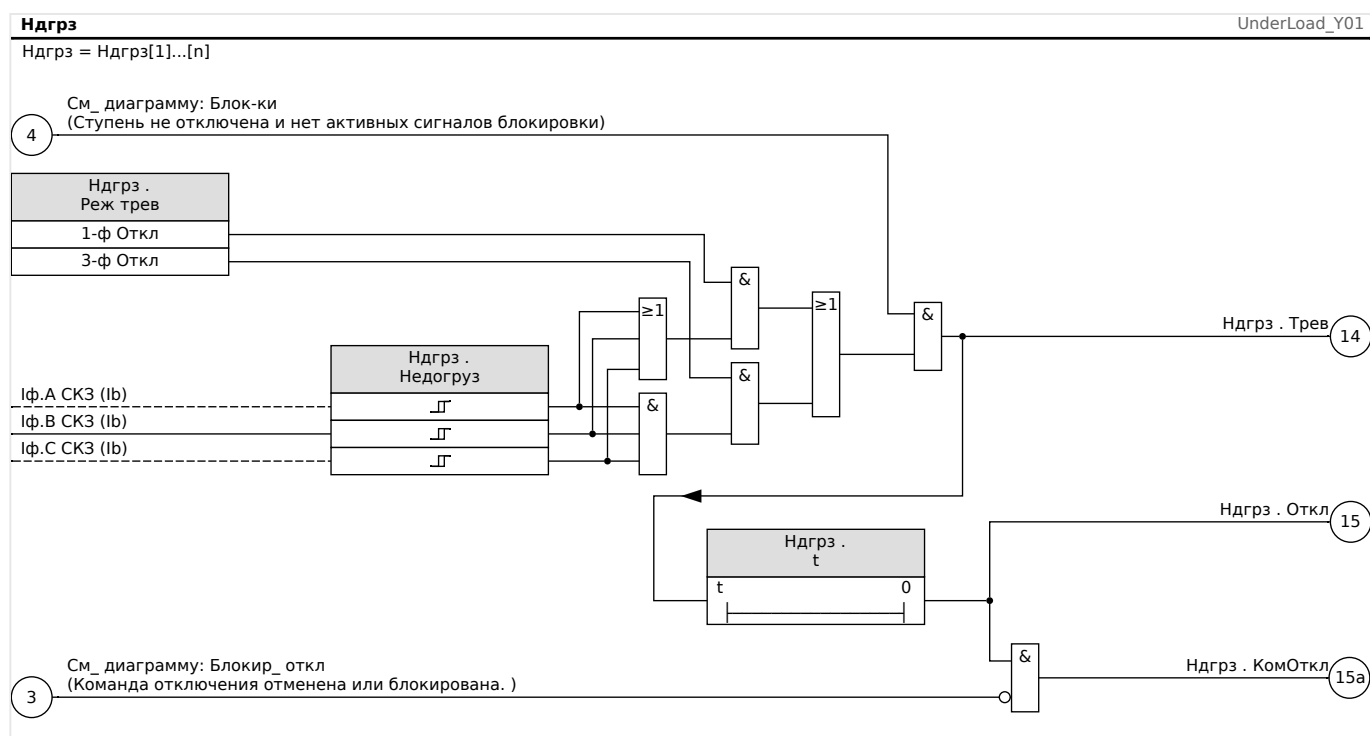 Ндгрз
UnderLoad_Y01
Ндгрз = Ндгрз[1]...[n]
См_ диаграмму: Блок-ки
(Ступень не отключена и нет активных сигналов блокировки)
4
Ндгрз .
Реж трев
1-ф Откл
3-ф Откл
&
≥1
≥1
&
Ндгрз . Трев
14
Ндгрз .
Недогруз
&
Iф.A СКЗ (Ib)
&
Iф.B СКЗ (Ib)
Iф.C СКЗ (Ib)
Ндгрз . Откл
15
Ндгрз .
t
t 0
См_ диаграмму: Блокир_ откл
(Команда отключения отменена или блокирована. )
3
&
Ндгрз . КомОткл
15a